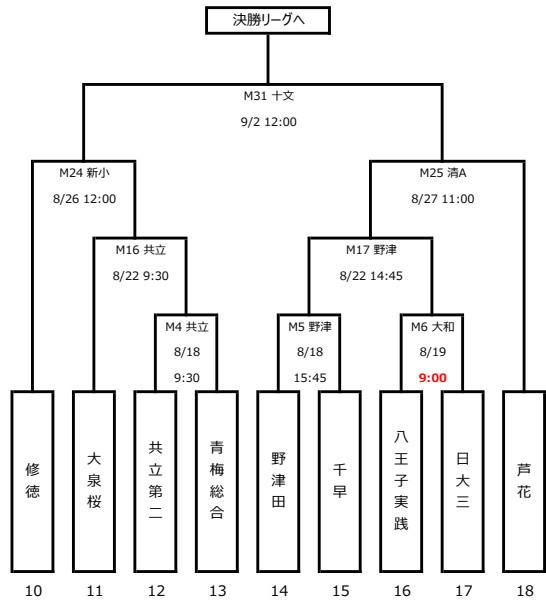 決勝リーグへ
M31 十文
9/2 12:00
M24 新小
8/26 12:00
M25 清A
8/27 11:00
M16 共立
8/22 9:30
M17 野津
8/22 14:45
M4 共立
8/18
9:30
M5 野津
8/18
15:45
M6 大和
8/19
9:00
修徳
大泉桜
共立第二
青梅総合
野津田
千早
八王子実践
日大三
芦花
10 11 12 13 14 15 16 17 18